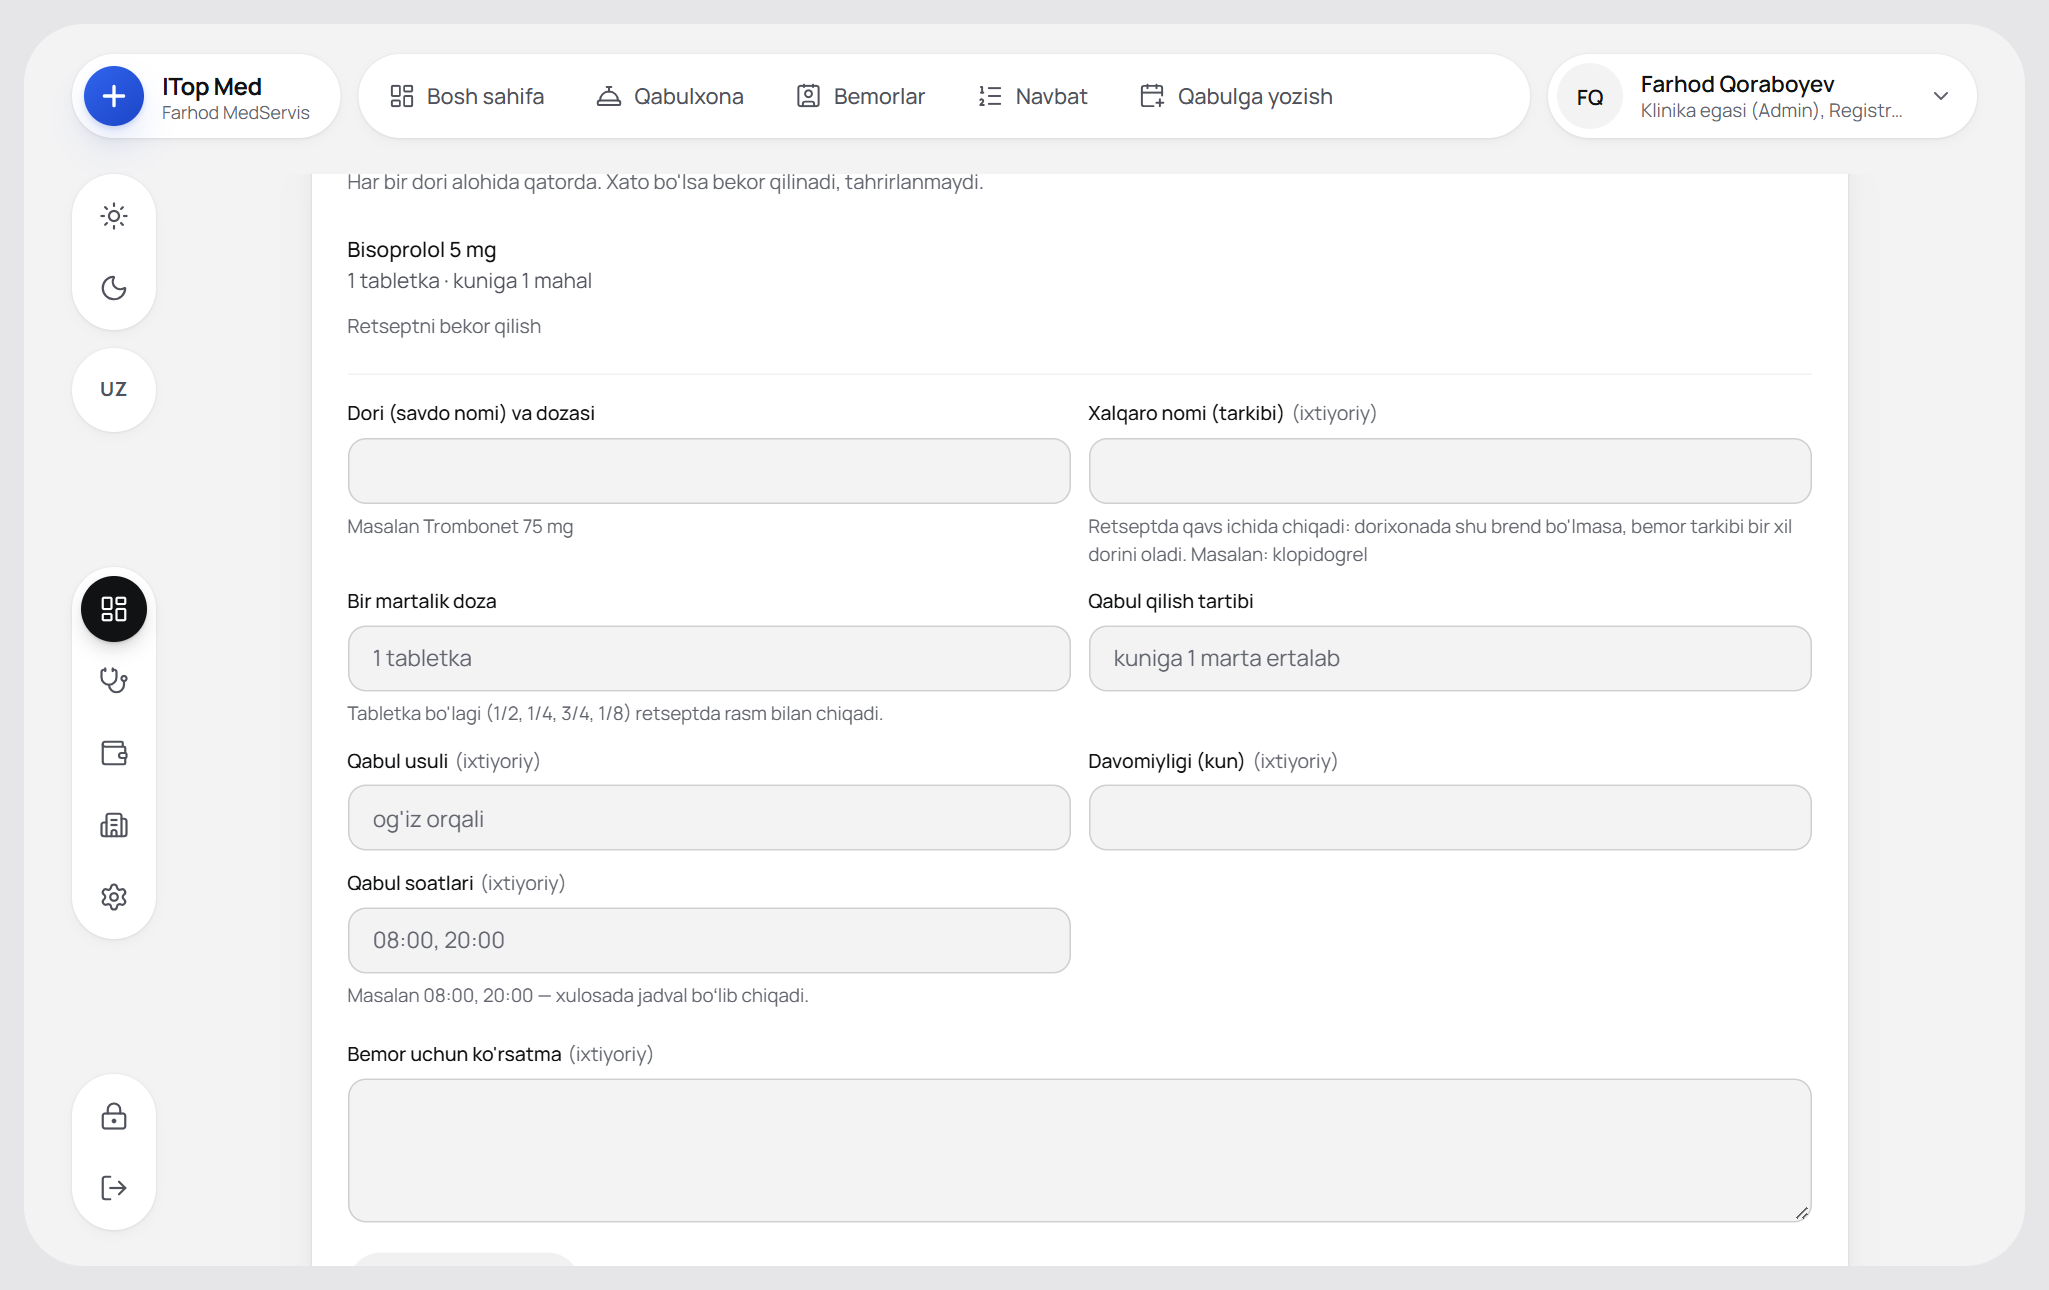 ITop Med
Farhod MedServis
Bosh sahifa
Qabulxona
Bemorlar
Navbat
Qabulga yozish
FQ
Farhod Qoraboyev
Klinika egasi (Admin), Registr...
UZ
Har bir dori alohida qatorda. Xato bo'lsa bekor qilinadi, tahrirlanmaydi.
Bisoprolol 5 mg
1 tabletka · kuniga 1 mahal
Retseptni bekor qilish
Dori (savdo nomi) va dozasi
Masalan Trombonet 75 mg
Xalqaro nomi (tarkibi) (ixtiyoriy)
Retseptda qavs ichida chiqadi: dorixonada shu brend bo'lmasa, bemor tarkibi bir xil
dorini oladi. Masalan: klopidogrel
Bir martalik doza
1 tabletka
Tabletka bo'lagi (1/2, 1/4, 3/4, 1/8) retseptda rasm bilan chiqadi.
Qabul qilish tartibi
kuniga 1 marta ertalab
Qabul usuli (ixtiyoriy)
og'iz orqali
Davomiyligi (kun) (ixtiyoriy)
Qabul soatlari (ixtiyoriy)
08:00, 20:00
Masalan 08:00, 20:00 — xulosada jadval boʻlib chiqadi.
Bemor uchun ko'rsatma (ixtiyoriy)